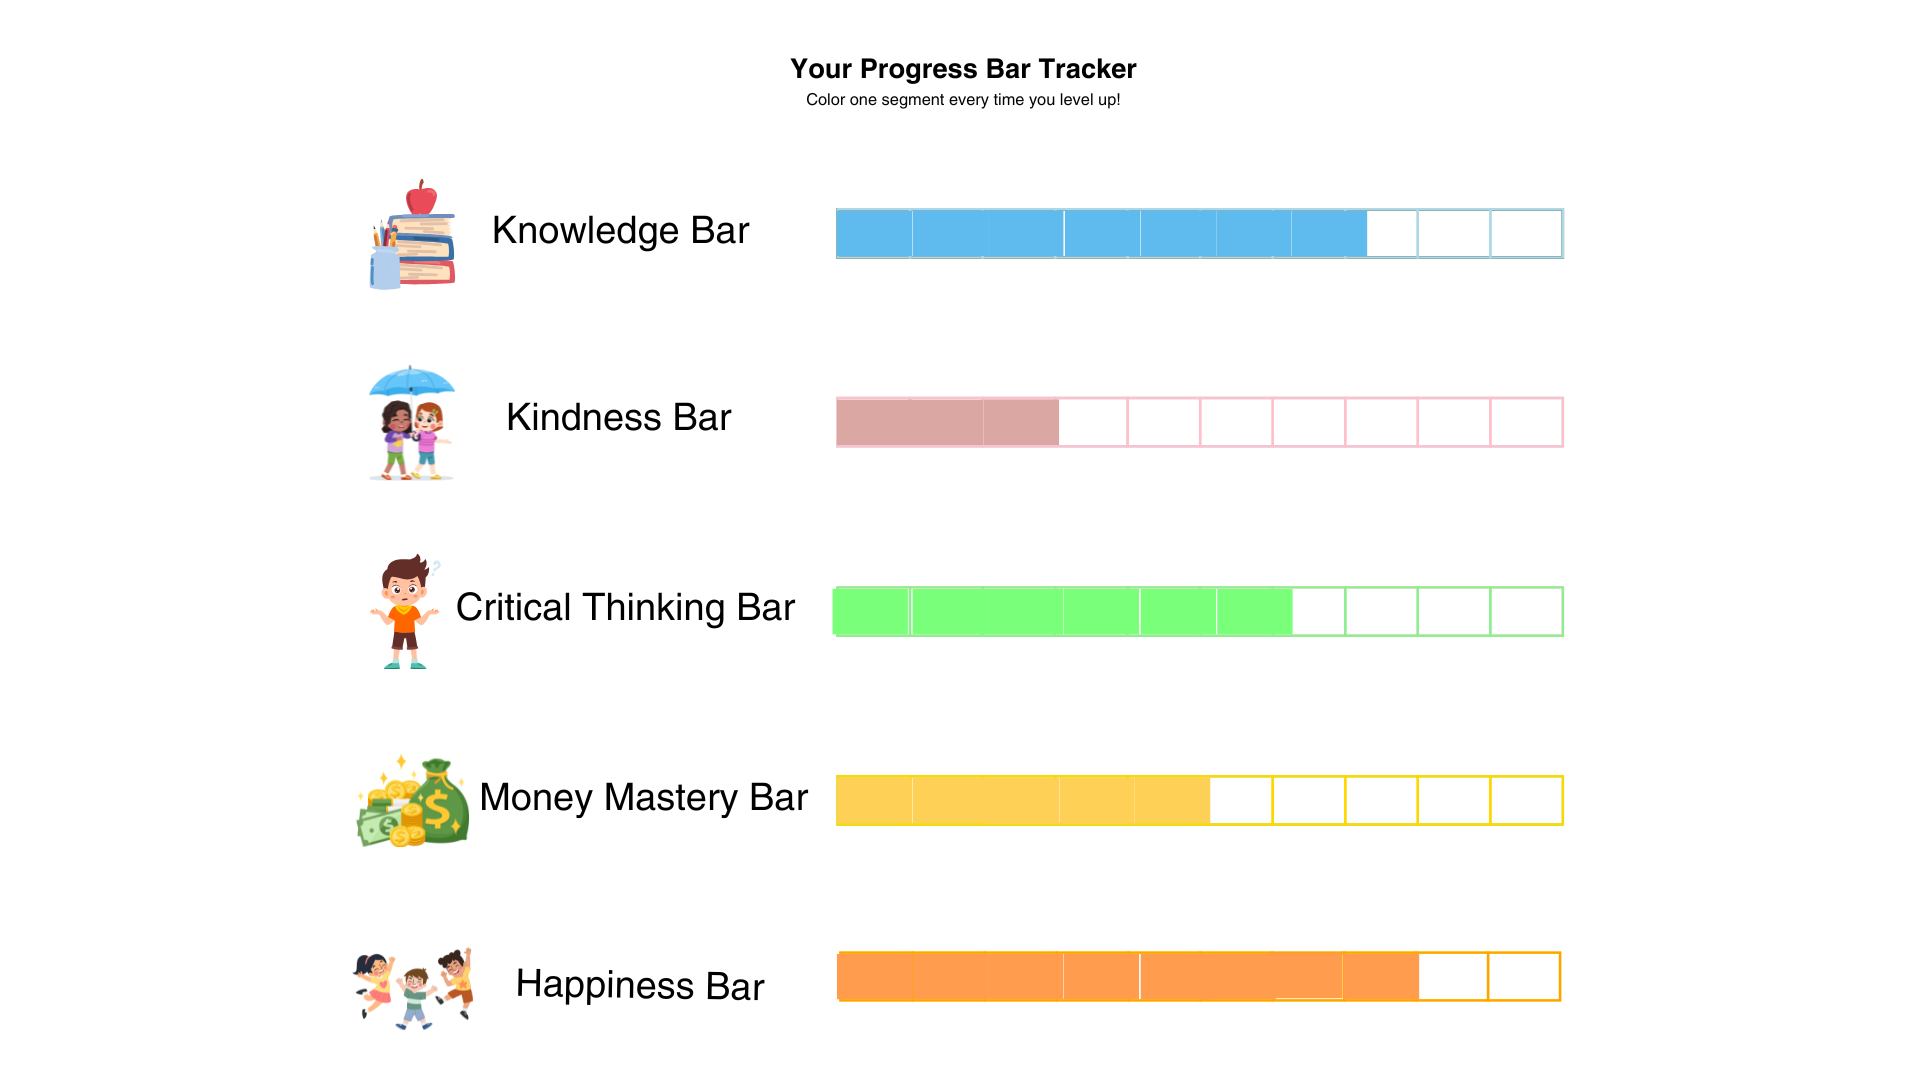 Your Progress Bar Tracker
Color one segment every time you level up!
Knowledge Bar
Kindness Bar
?
Critical Thinking Bar
$
$
$
$
$
$
Money Mastery Bar
Happiness Bar